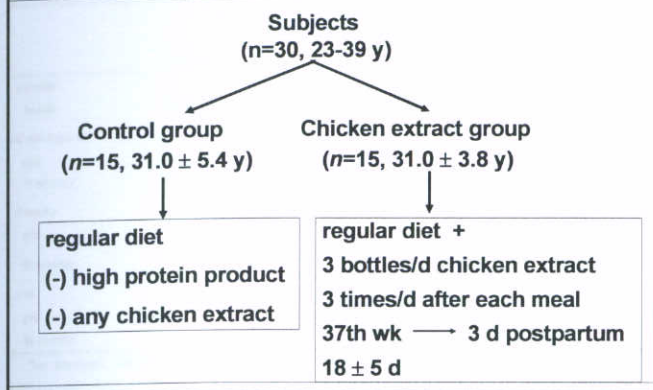 Subjects
(n=30, 23-39 y)
Control group
(n=15, 31.0 ± 5.4 y)
regular diet
(-) high protein product
(-) any chicken extract
Chicken extract group
(n=15, 31.0 ± 3.8 y)
regular diet +
3 bottles/d chicken extract
3 times/d after each meal
37th wk → 3 d postpartum
18 ± 5 d